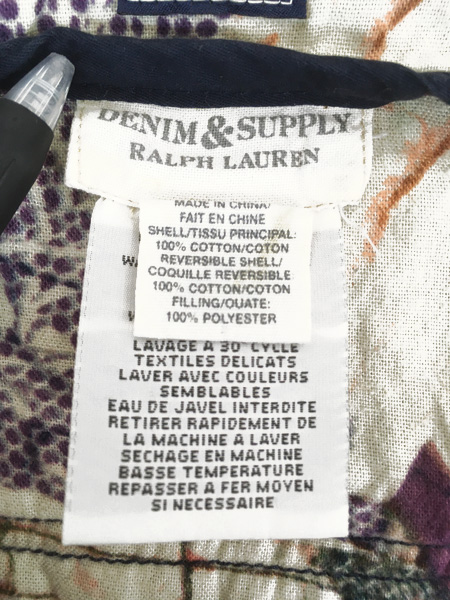 DENIM & SUPPLY
RALPH LAUREN
MADE IN CHINA/
FAIT EN CHINE
SHELL/TISSU PRINCIPAL:
100% COTTON/COTON
REVERSIBLE SHELL/
COQUILLE REVERSIBLE
100% COTTON/COTON
FILLING/OUATE:
100% POLYESTER
LAVAGE A 30° CYCLE
TEXTILES DELICATS
LAVER AVEC COULEURS
SEMBLABLES
EAU DE JAVEL INTERDITE
RETIRER RAPIDEMENT DE
LA MACHINE A LAVER
SECHAGE EN MACHINE
BASSE TEMPERATURE
REPASSER A FER MOYEN
SI NECESSAIRE